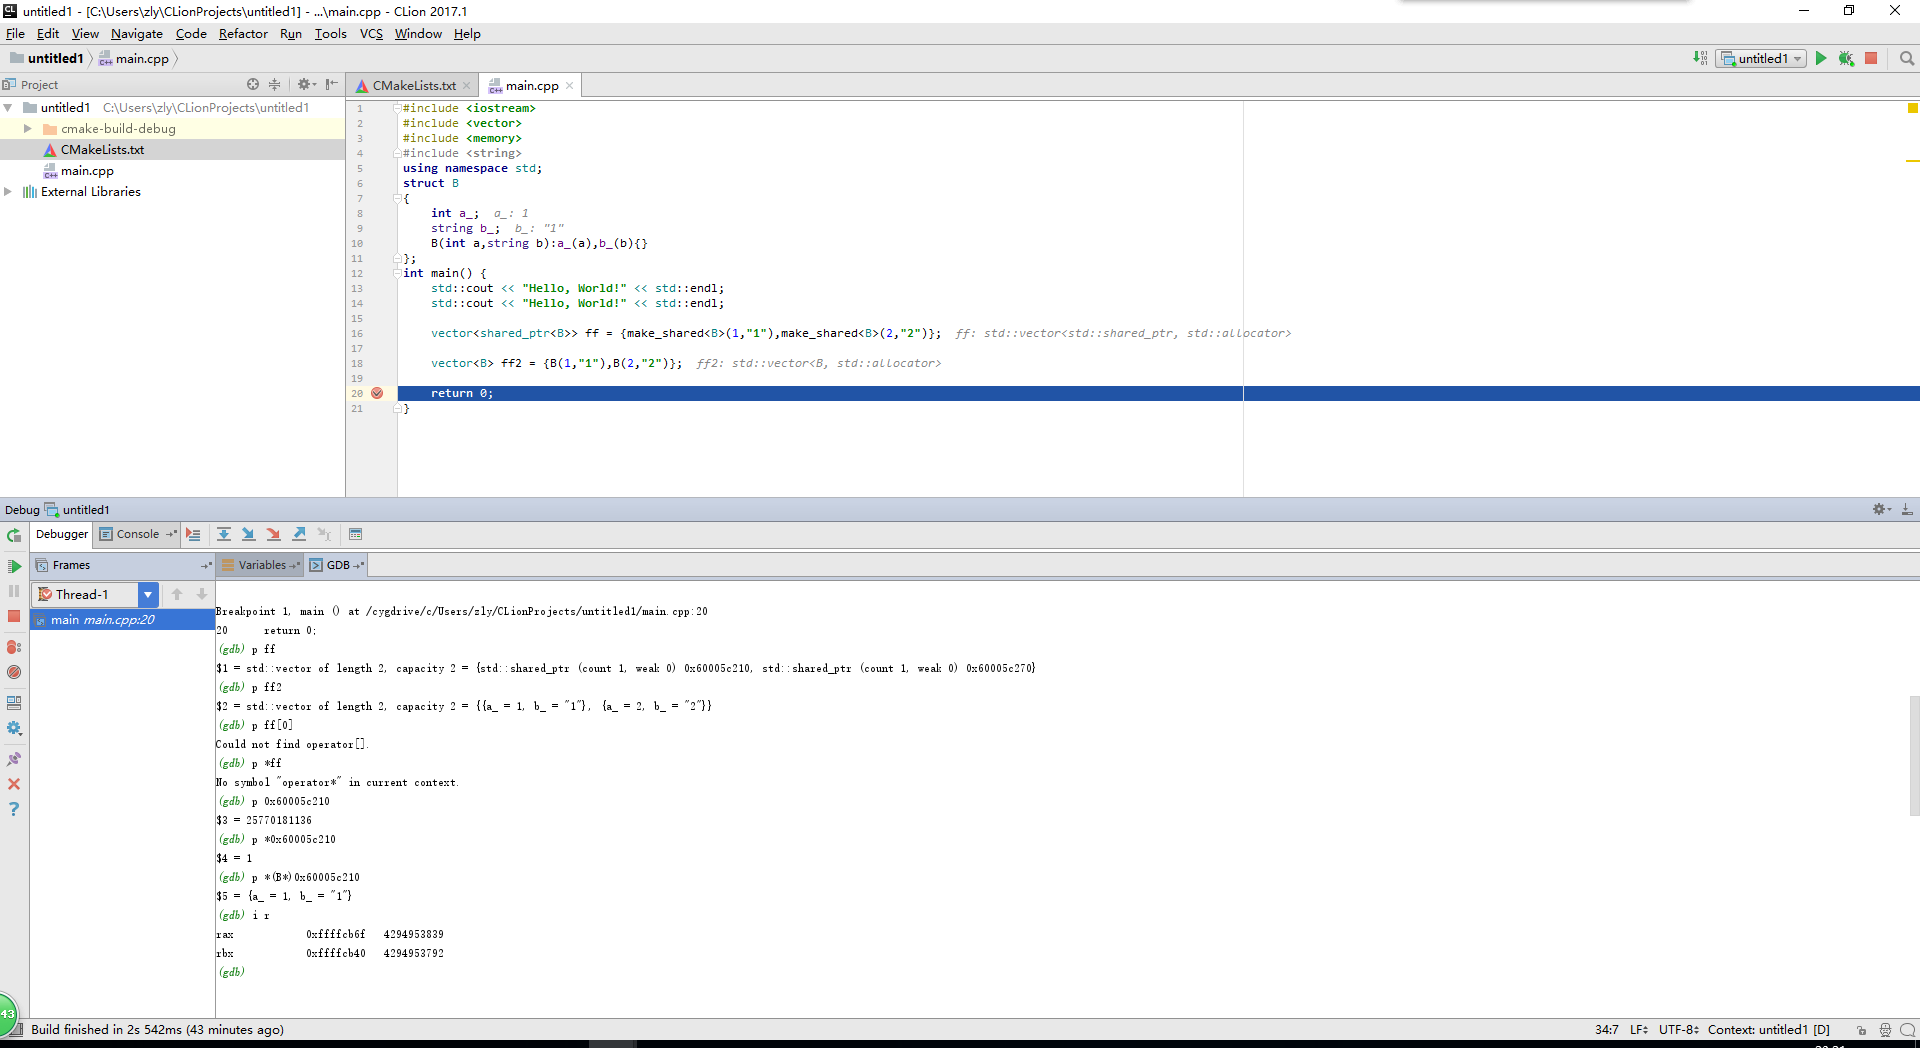 untitled1 - [C:\Users\zly\CLionProjects\untitled1] - ...\main.cpp - CLion 2017.1
File Edit View Navigate Code Refactor Run Tools VCS Window Help
untitled1 main.cpp untitled1
Project
CMakeLists.txt main.cpp
untitled1 C:\Users\zly\CLionProjects\untitled1
cmake-build-debug
CMakeLists.txt
main.cpp
External Libraries
1 #include <iostream>
2 #include <vector>
3 #include <memory>
4 #include <string>
5 using namespace std;
6 struct B
7 {
8 int a_; a_: 1
9 string b_; b_: "1"
10 B(int a,string b):a_(a),b_(b){}
11 };
12 int main() {
13 std::cout << "Hello, World!" << std::endl;
14 std::cout << "Hello, World!" << std::endl;
15
16 vector<shared_ptr<B>> ff = {make_shared<B>(1,"1"),make_shared<B>(2,"2")}; ff: std::vector<std::shared_ptr, std::allocator>
17
18 vector<B> ff2 = {B(1,"1"),B(2,"2")}; ff2: std::vector<B, std::allocator>
19
20 return 0;
21 }
Debug untitled1
Debugger Console
Frames
Variables GDB
Thread-1
main main.cpp:20
Breakpoint 1, main () at /cygdrive/c/Users/zly/CLionProjects/untitled1/main.cpp:20
20 return 0;
(gdb) p ff
$1 = std::vector of length 2, capacity 2 = {std::shared_ptr (count 1, weak 0) 0x60005c210, std::shared_ptr (count 1, weak 0) 0x60005c270}
(gdb) p ff2
$2 = std::vector of length 2, capacity 2 = {{a_ = 1, b_ = "1"}, {a_ = 2, b_ = "2"}}
(gdb) p ff[0]
Could not find operator[].
(gdb) p *ff
No symbol "operator*" in current context.
(gdb) p 0x60005c210
$3 = 25770181136
(gdb) p *0x60005c210
$4 = 1
(gdb) p *(B*)0x60005c210
$5 = {a_ = 1, b_ = "1"}
(gdb) i r
rax 0xffffcb6f 4294953839
rbx 0xffffcb40 4294953792
(gdb)
43
Build finished in 2s 542ms (43 minutes ago)
34:7 LF UTF-8 Context: untitled1 [D]